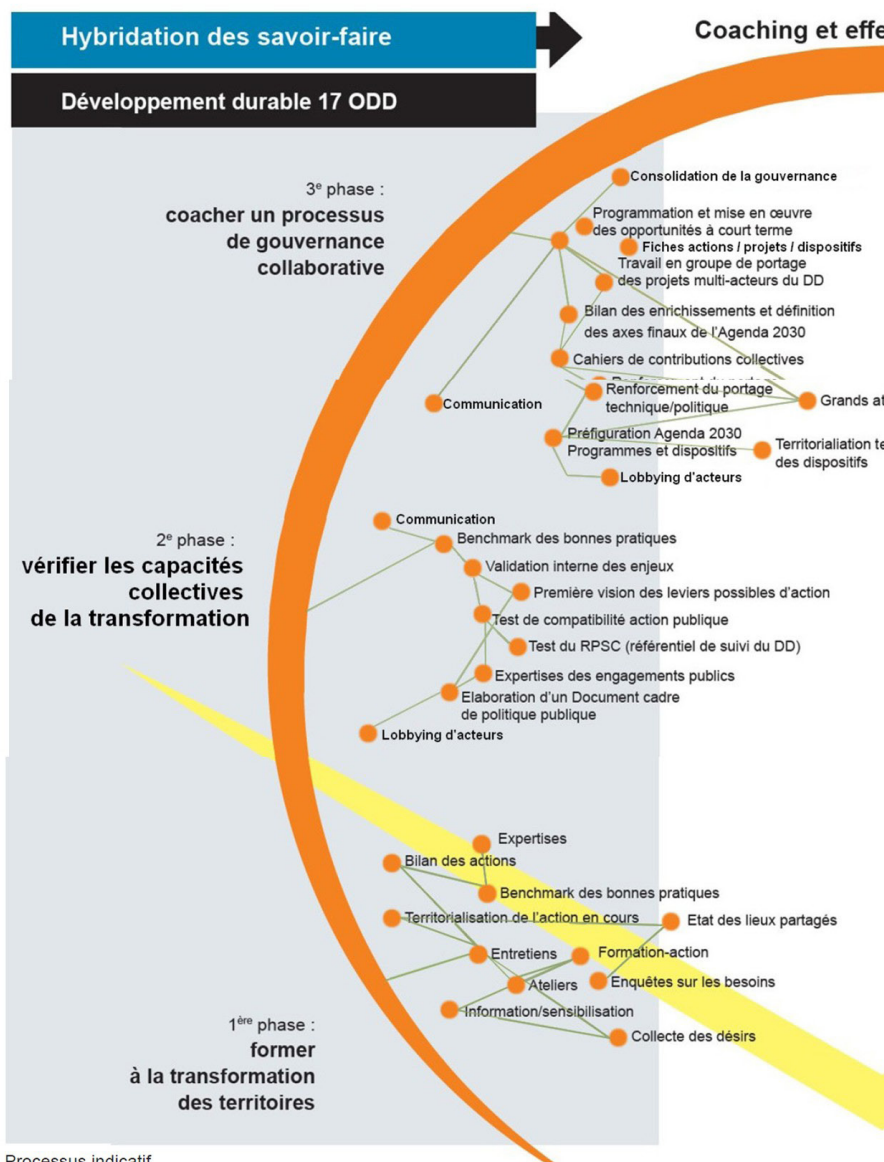 Hybridation des savoir-faire
Coaching et effe
Développement durable 17 ODD
3e phase :
coacher un processus
de gouvernance
collaborative
Consolidation de la gouvernance
Programmation et mise en œuvre
des opportunités à court terme
Fiches actions / projets / dispositifs
Travail en groupe de portage
des projets multi-acteurs du DD
Bilan des enrichissements et définition
des axes finaux de l'Agenda 2030
Cahiers de contributions collectives
Renforcement du portage
technique/politique
Grands at
Communication
Préfiguration Agenda 2030
Programmes et dispositifs
Territorialiation te
des dispositifs
Lobbying d'acteurs
2e phase :
vérifier les capacités
collectives
de la transformation
Communication
Benchmark des bonnes pratiques
Validation interne des enjeux
Première vision des leviers possibles d'action
Test de compatibilité action publique
Test du RPSC (référentiel de suivi du DD)
Expertises des engagements publics
Elaboration d'un Document cadre
de politique publique
Lobbying d'acteurs
Expertises
Bilan des actions
Benchmark des bonnes pratiques
Territorialisation de l'action en cours
Etat des lieux partagés
Entretiens
Formation-action
Ateliers
Enquêtes sur les besoins
Information/sensibilisation
Collecte des désirs
1ère phase :
former
à la transformation
des territoires
Processus indicatif